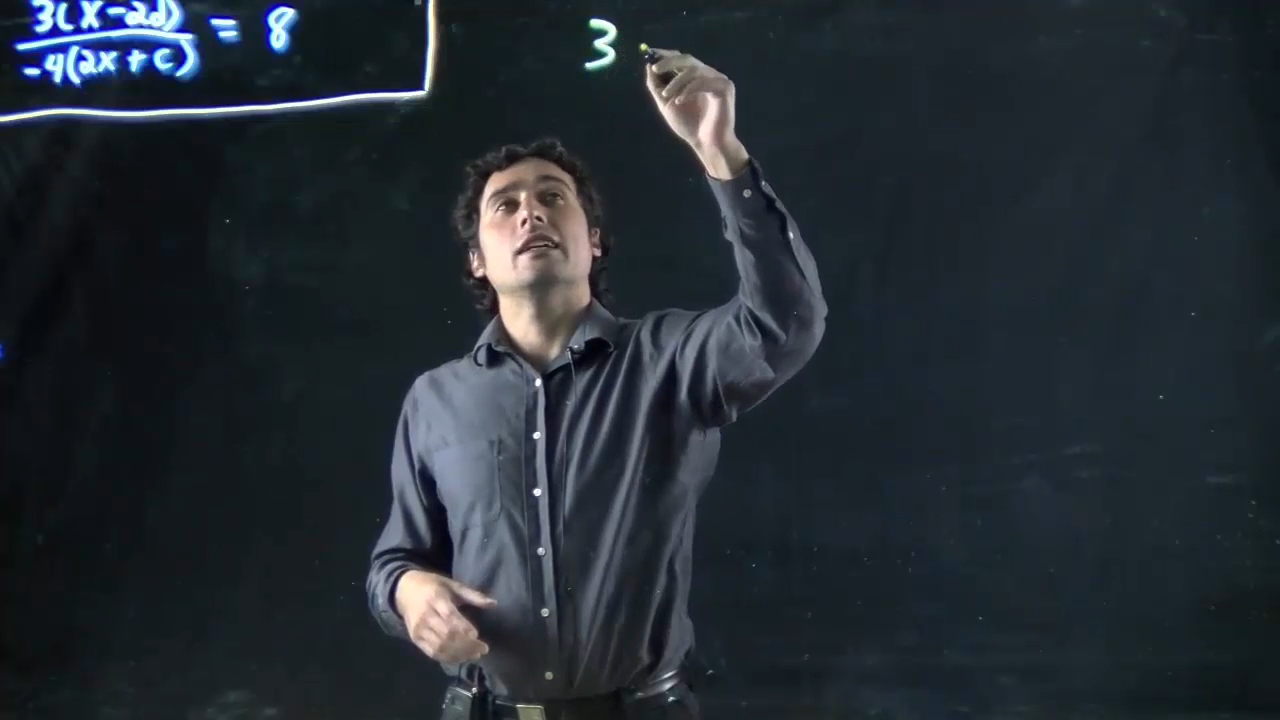 3(x-2d)
-4(2x+c) = 8
3